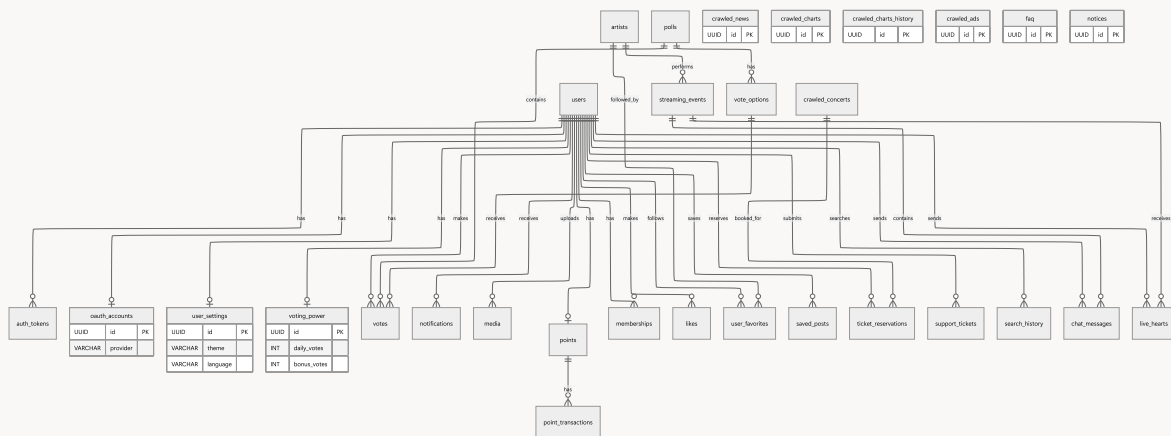 artists
polls
crawled_news
UUID id PK
crawled_charts
UUID id PK
crawled_charts_history
UUID id PK
crawled_ads
UUID id PK
faq
UUID id PK
notices
UUID id PK
performs
has
contains
users
followed_by
streaming_events
vote_options
crawled_concerts
has
has
has
has
makes
receives
receives
uploads
has
has
makes
follows
saves
reserves
booked_for
submits
searches
sends
contains
sends
receives
auth_tokens
oauth_accounts
UUID id PK
VARCHAR provider
user_settings
UUID id PK
VARCHAR theme
VARCHAR language
voting_power
UUID id PK
INT daily_votes
INT bonus_votes
votes
notifications
media
points
memberships
likes
user_favorites
saved_posts
ticket_reservations
support_tickets
search_history
chat_messages
live_hearts
has
point_transactions